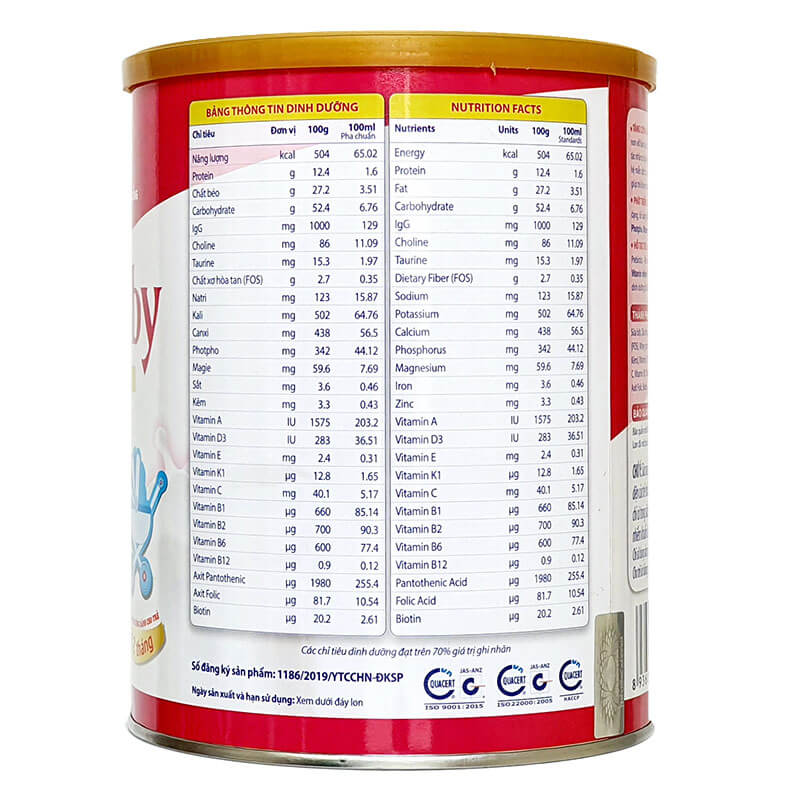 BẢNG THÔNG TIN DINH DƯỠNG
Chỉ tiêu Đơn vị 100g 100ml
Pha chuẩn
Năng lượng kcal 504 65.02
Protein g 12.4 1.6
Chất béo g 27.2 3.51
Carbohydrate g 52.4 6.76
IgG mg 1000 129
Choline mg 86 11.09
Taurine mg 15.3 1.97
Chất xơ hòa tan (FOS) g 2.7 0.35
Natri mg 123 15.87
Kali mg 502 64.76
Canxi mg 438 56.5
Photpho mg 342 44.12
Magie mg 59.6 7.69
Sắt mg 3.6 0.46
Kẽm mg 3.3 0.43
Vitamin A IU 1575 203.2
Vitamin D3 IU 283 36.51
Vitamin E mg 2.4 0.31
Vitamin K1 µg 12.8 1.65
Vitamin C mg 40.1 5.17
Vitamin B1 µg 660 85.14
Vitamin B2 µg 700 90.3
Vitamin B6 µg 600 77.4
Vitamin B12 µg 0.9 0.12
Axit Pantothenic µg 1980 255.4
Axit Folic µg 81.7 10.54
Biotin µg 20.2 2.61
NUTRITION FACTS
Nutrients Units 100g 100ml
Standards
Energy kcal 504 65.02
Protein g 12.4 1.6
Fat g 27.2 3.51
Carbohydrate g 52.4 6.76
IgG mg 1000 129
Choline mg 86 11.09
Taurine mg 15.3 1.97
Dietary Fiber (FOS) g 2.7 0.35
Sodium mg 123 15.87
Potassium mg 502 64.76
Calcium mg 438 56.5
Phosphorus mg 342 44.12
Magnesium mg 59.6 7.69
Iron mg 3.6 0.46
Zinc mg 3.3 0.43
Vitamin A IU 1575 203.2
Vitamin D3 IU 283 36.51
Vitamin E mg 2.4 0.31
Vitamin K1 µg 12.8 1.65
Vitamin C mg 40.1 5.17
Vitamin B1 µg 660 85.14
Vitamin B2 µg 700 90.3
Vitamin B6 µg 600 77.4
Vitamin B12 µg 0.9 0.12
Pantothenic Acid µg 1980 255.4
Folic Acid µg 81.7 10.54
Biotin µg 20.2 2.61
Các chỉ tiêu dinh dưỡng đạt trên 70% giá trị ghi nhãn
Số đăng ký sản phẩm: 1186/2019/YTCCHN-ĐKSP
Ngày sản xuất và hạn sử dụng: Xem dưới đáy lon
QUACERT JAS-ANZ
ISO 9001 : 2015
QUACERT JAS-ANZ
ISO 22000 : 2005
QUACERT
HACCP
by
tháng